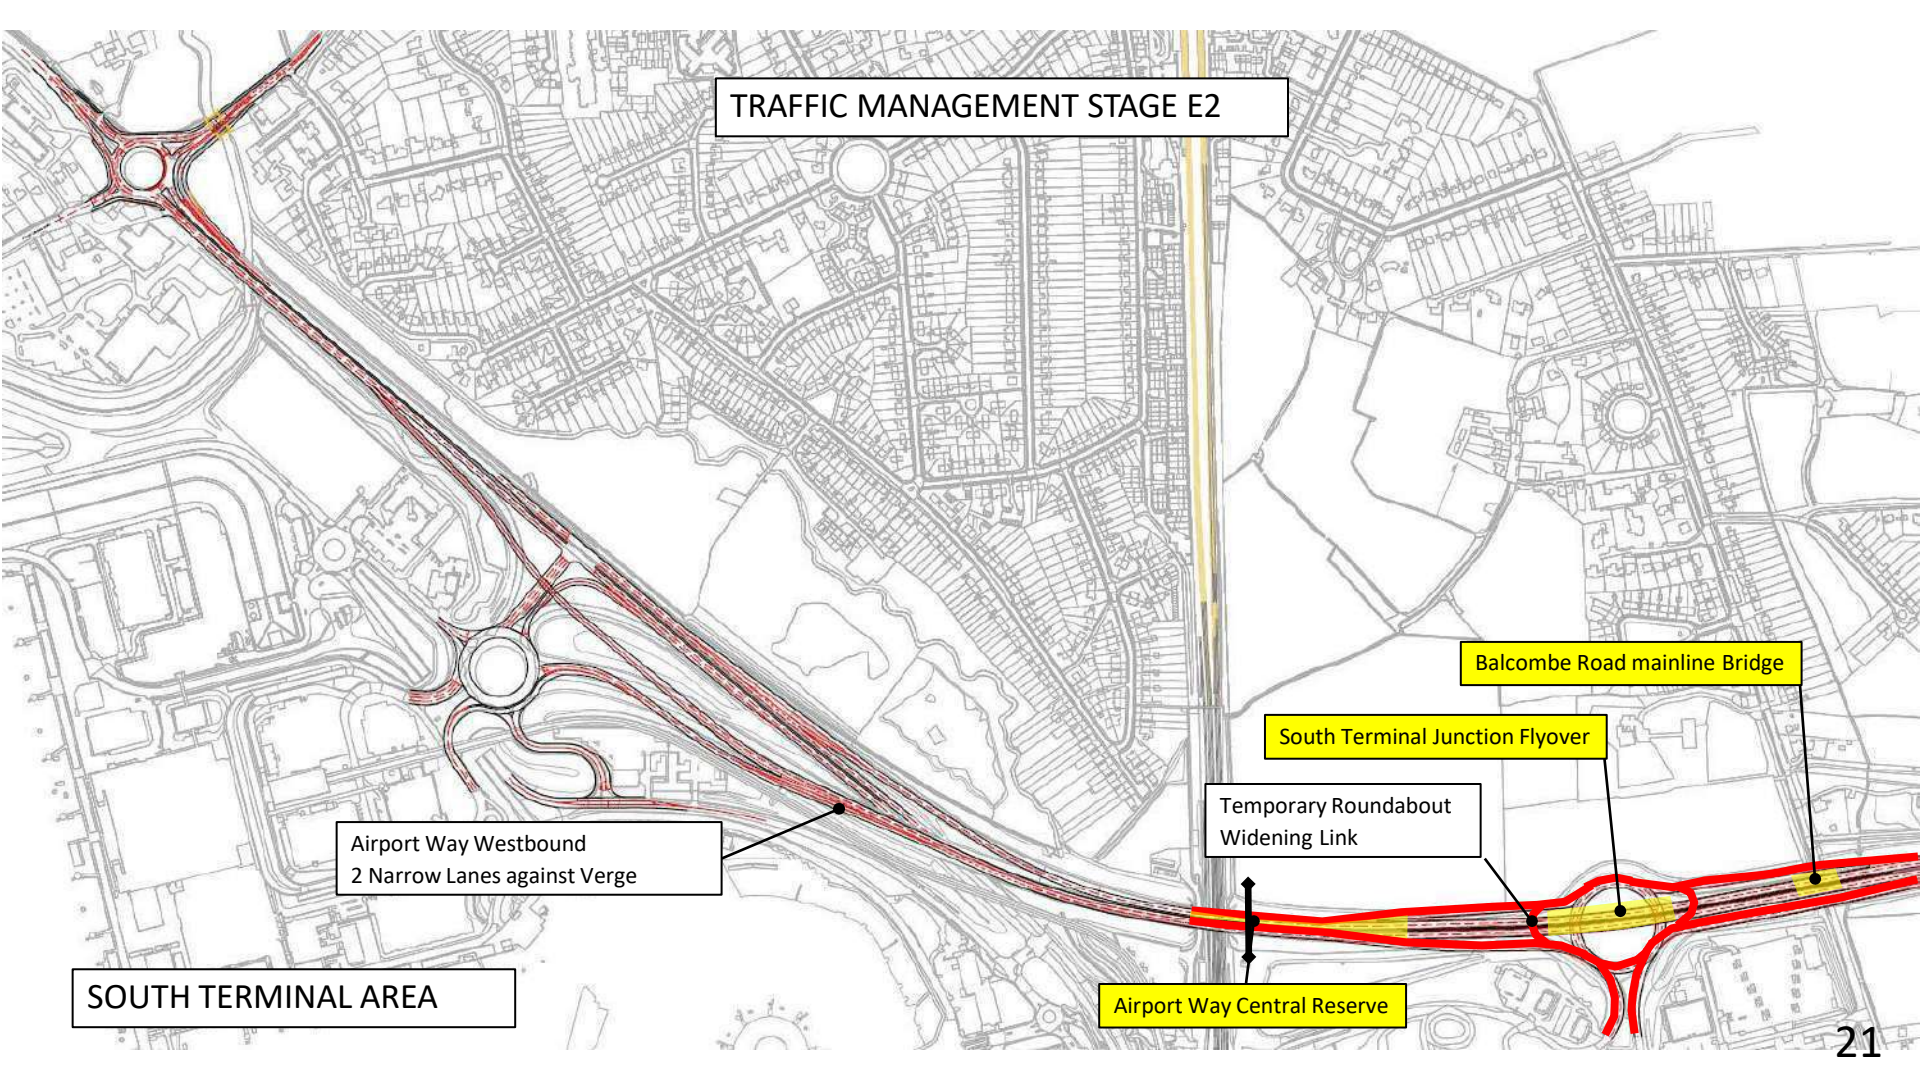 TRAFFIC MANAGEMENT STAGE E2
Balcombe Road mainline Bridge
South Terminal Junction Flyover
Temporary Roundabout
Widening Link
Airport Way Westbound
2 Narrow Lanes against Verge
SOUTH TERMINAL AREA
Airport Way Central Reserve
21